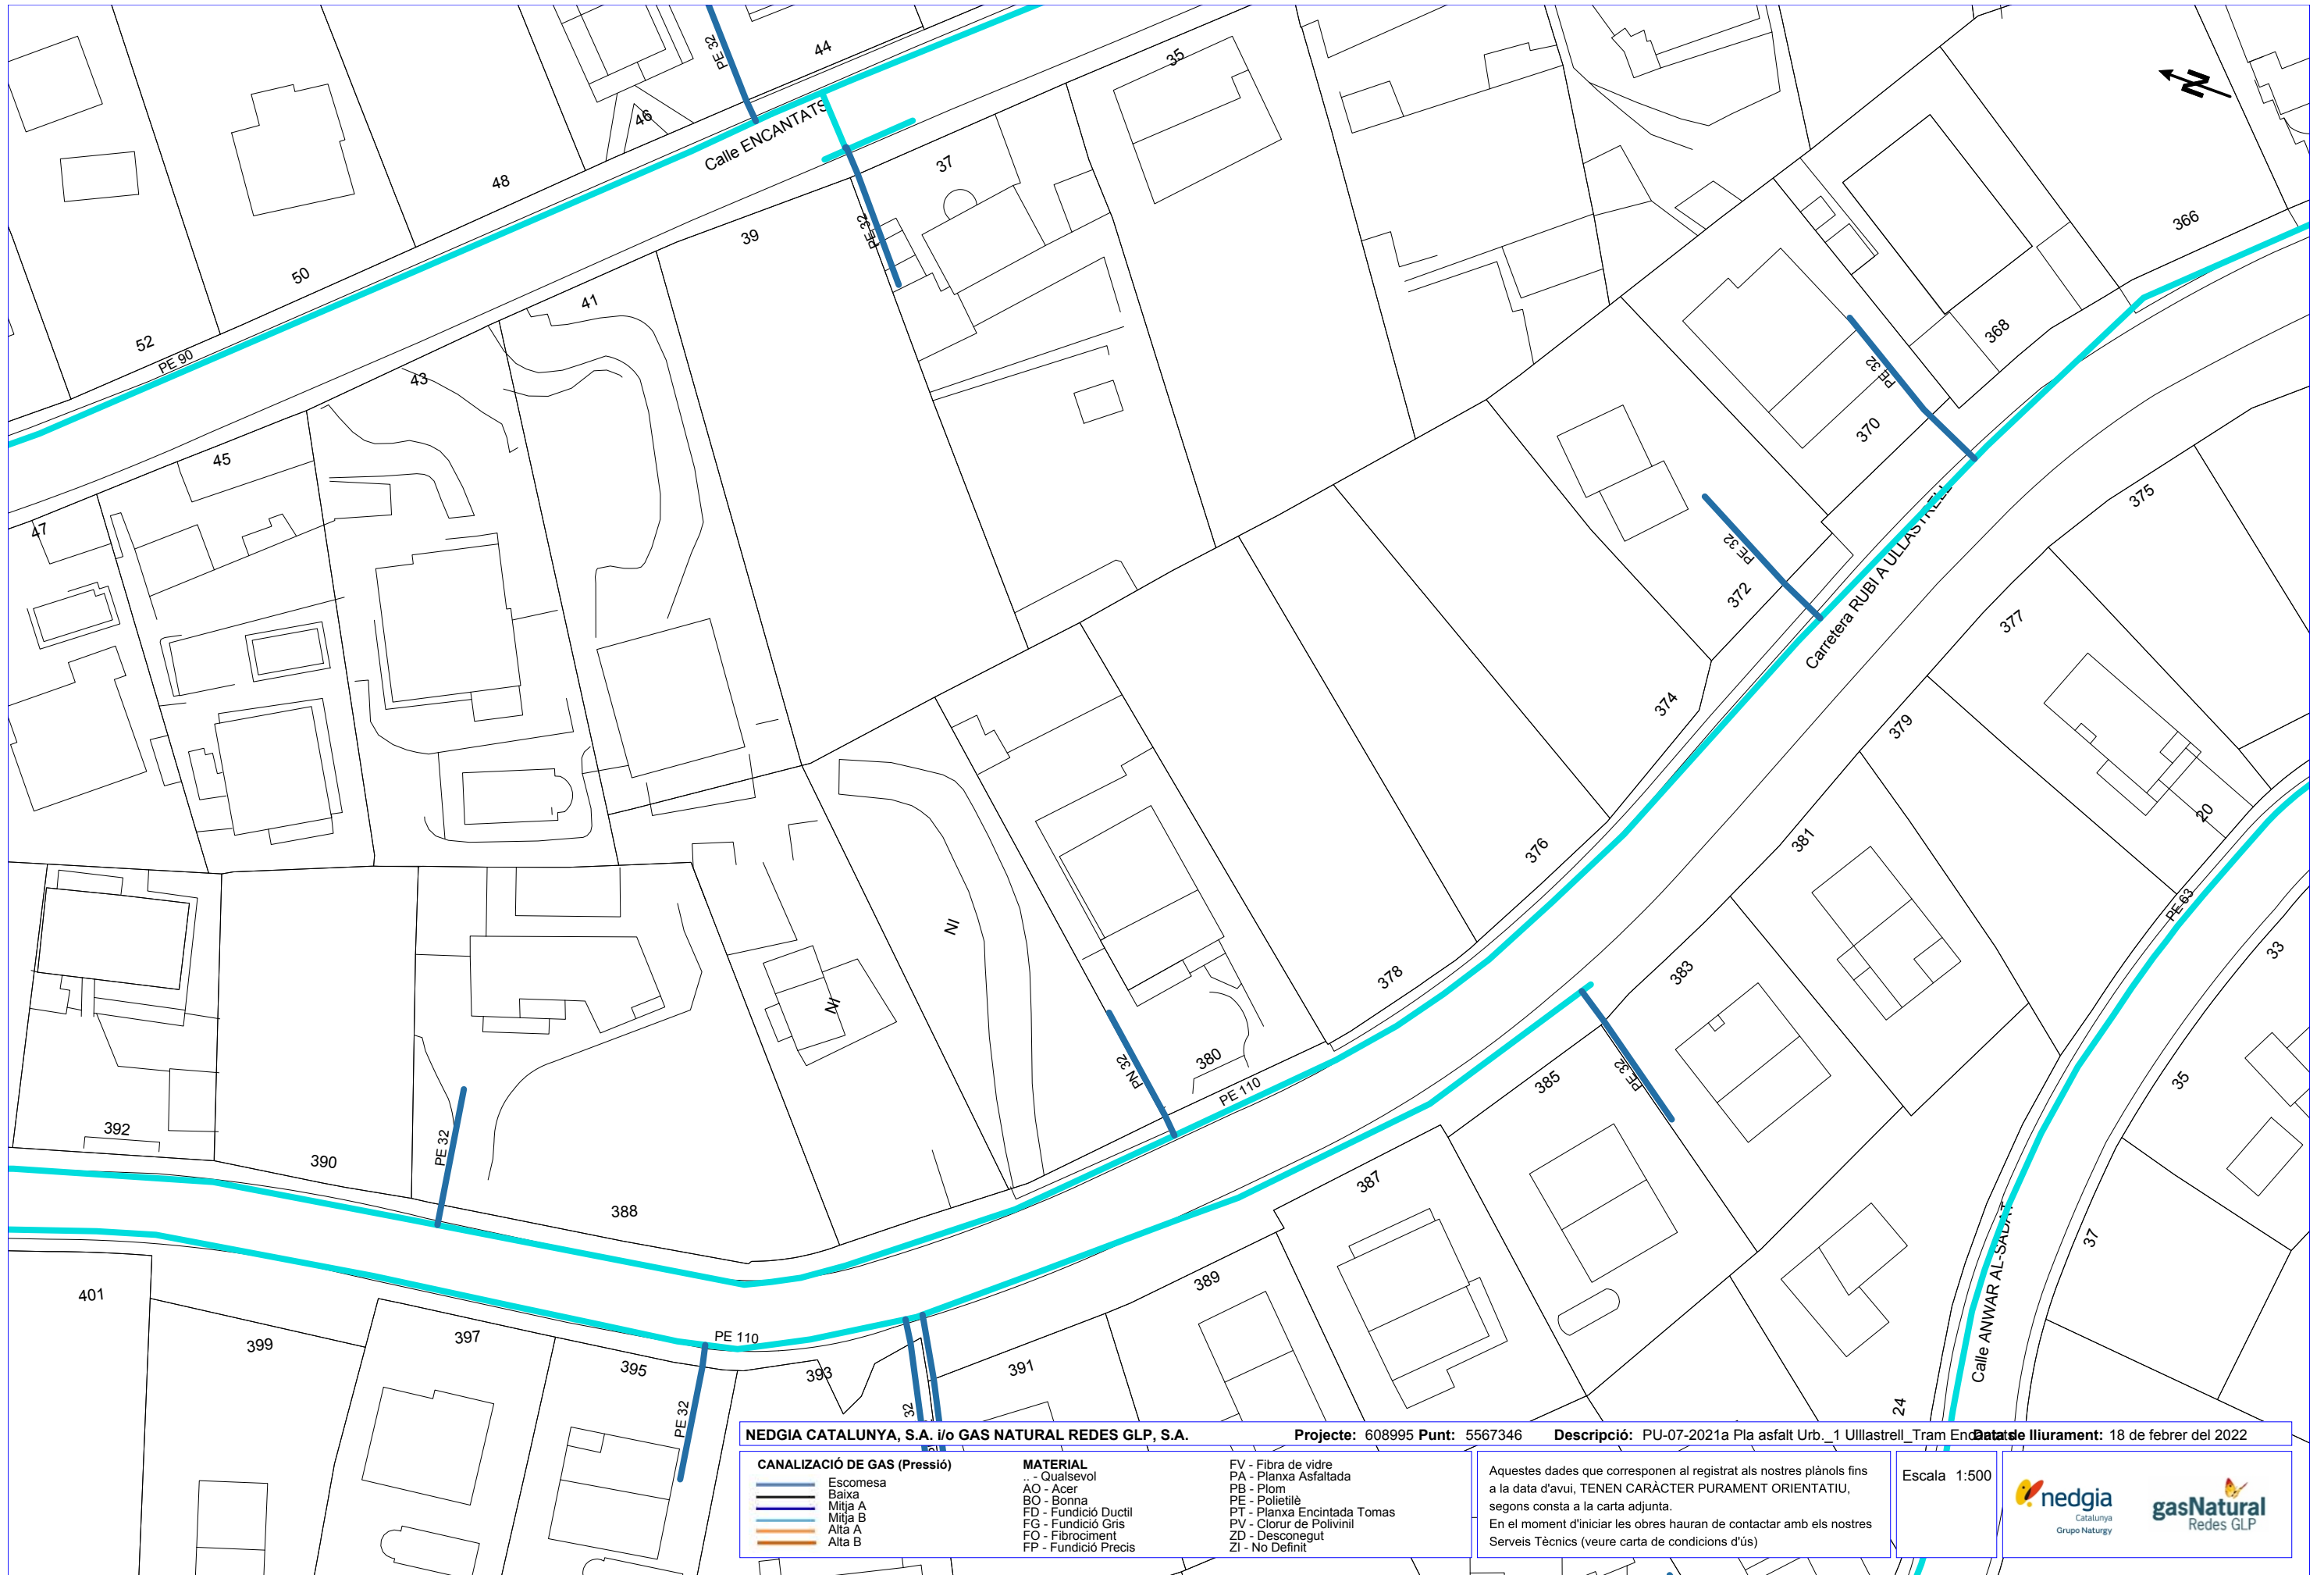 PE 32
44
35
46
Calle ENCANTATS
48
37
39
PE 32
50
41
52
PE 90
43
45
47
N
366
368
PE 32
370
375
PE 32
372
Carretera RUBI A ULLASTRELL
377
374
379
20
376
381
PE 63
NI
33
378
383
NI
PN 32
380
PE 110
385
PE 32
35
392
PE 32
390
387
388
37
Calle ANWAR AL-SADAT
389
401
399
397
PE 110
395
393
391
PE 32
32
24
NEDGIA CATALUNYA, S.A. i/o GAS NATURAL REDES GLP, S.A. Projecte: 608995 Punt: 5567346 Descripció: PU-07-2021a Pla asfalt Urb._1 Ulllastrell_Tram Encantats Data de lliurament: 18 de febrer del 2022
CANALIZACIÓ DE GAS (Pressió)
Escomesa
Baixa
Mitja A
Mitja B
Alta A
Alta B
MATERIAL
.. - Qualsevol
AO - Acer
BO - Bonna
FD - Fundició Ductil
FG - Fundició Gris
FO - Fibrociment
FP - Fundició Precis
FV - Fibra de vidre
PA - Planxa Asfaltada
PB - Plom
PE - Polietilè
PT - Planxa Encintada Tomas
PV - Clorur de Polivinil
ZD - Desconegut
ZI - No Definit
Aquestes dades que corresponen al registrat als nostres plànols fins
a la data d'avui, TENEN CARÀCTER PURAMENT ORIENTATIU,
segons consta a la carta adjunta.
En el moment d'iniciar les obres hauran de contactar amb els nostres
Serveis Tècnics (veure carta de condicions d'ús)
Escala 1:500
nedgia
Catalunya
Grupo Naturgy
gasNatural
Redes GLP